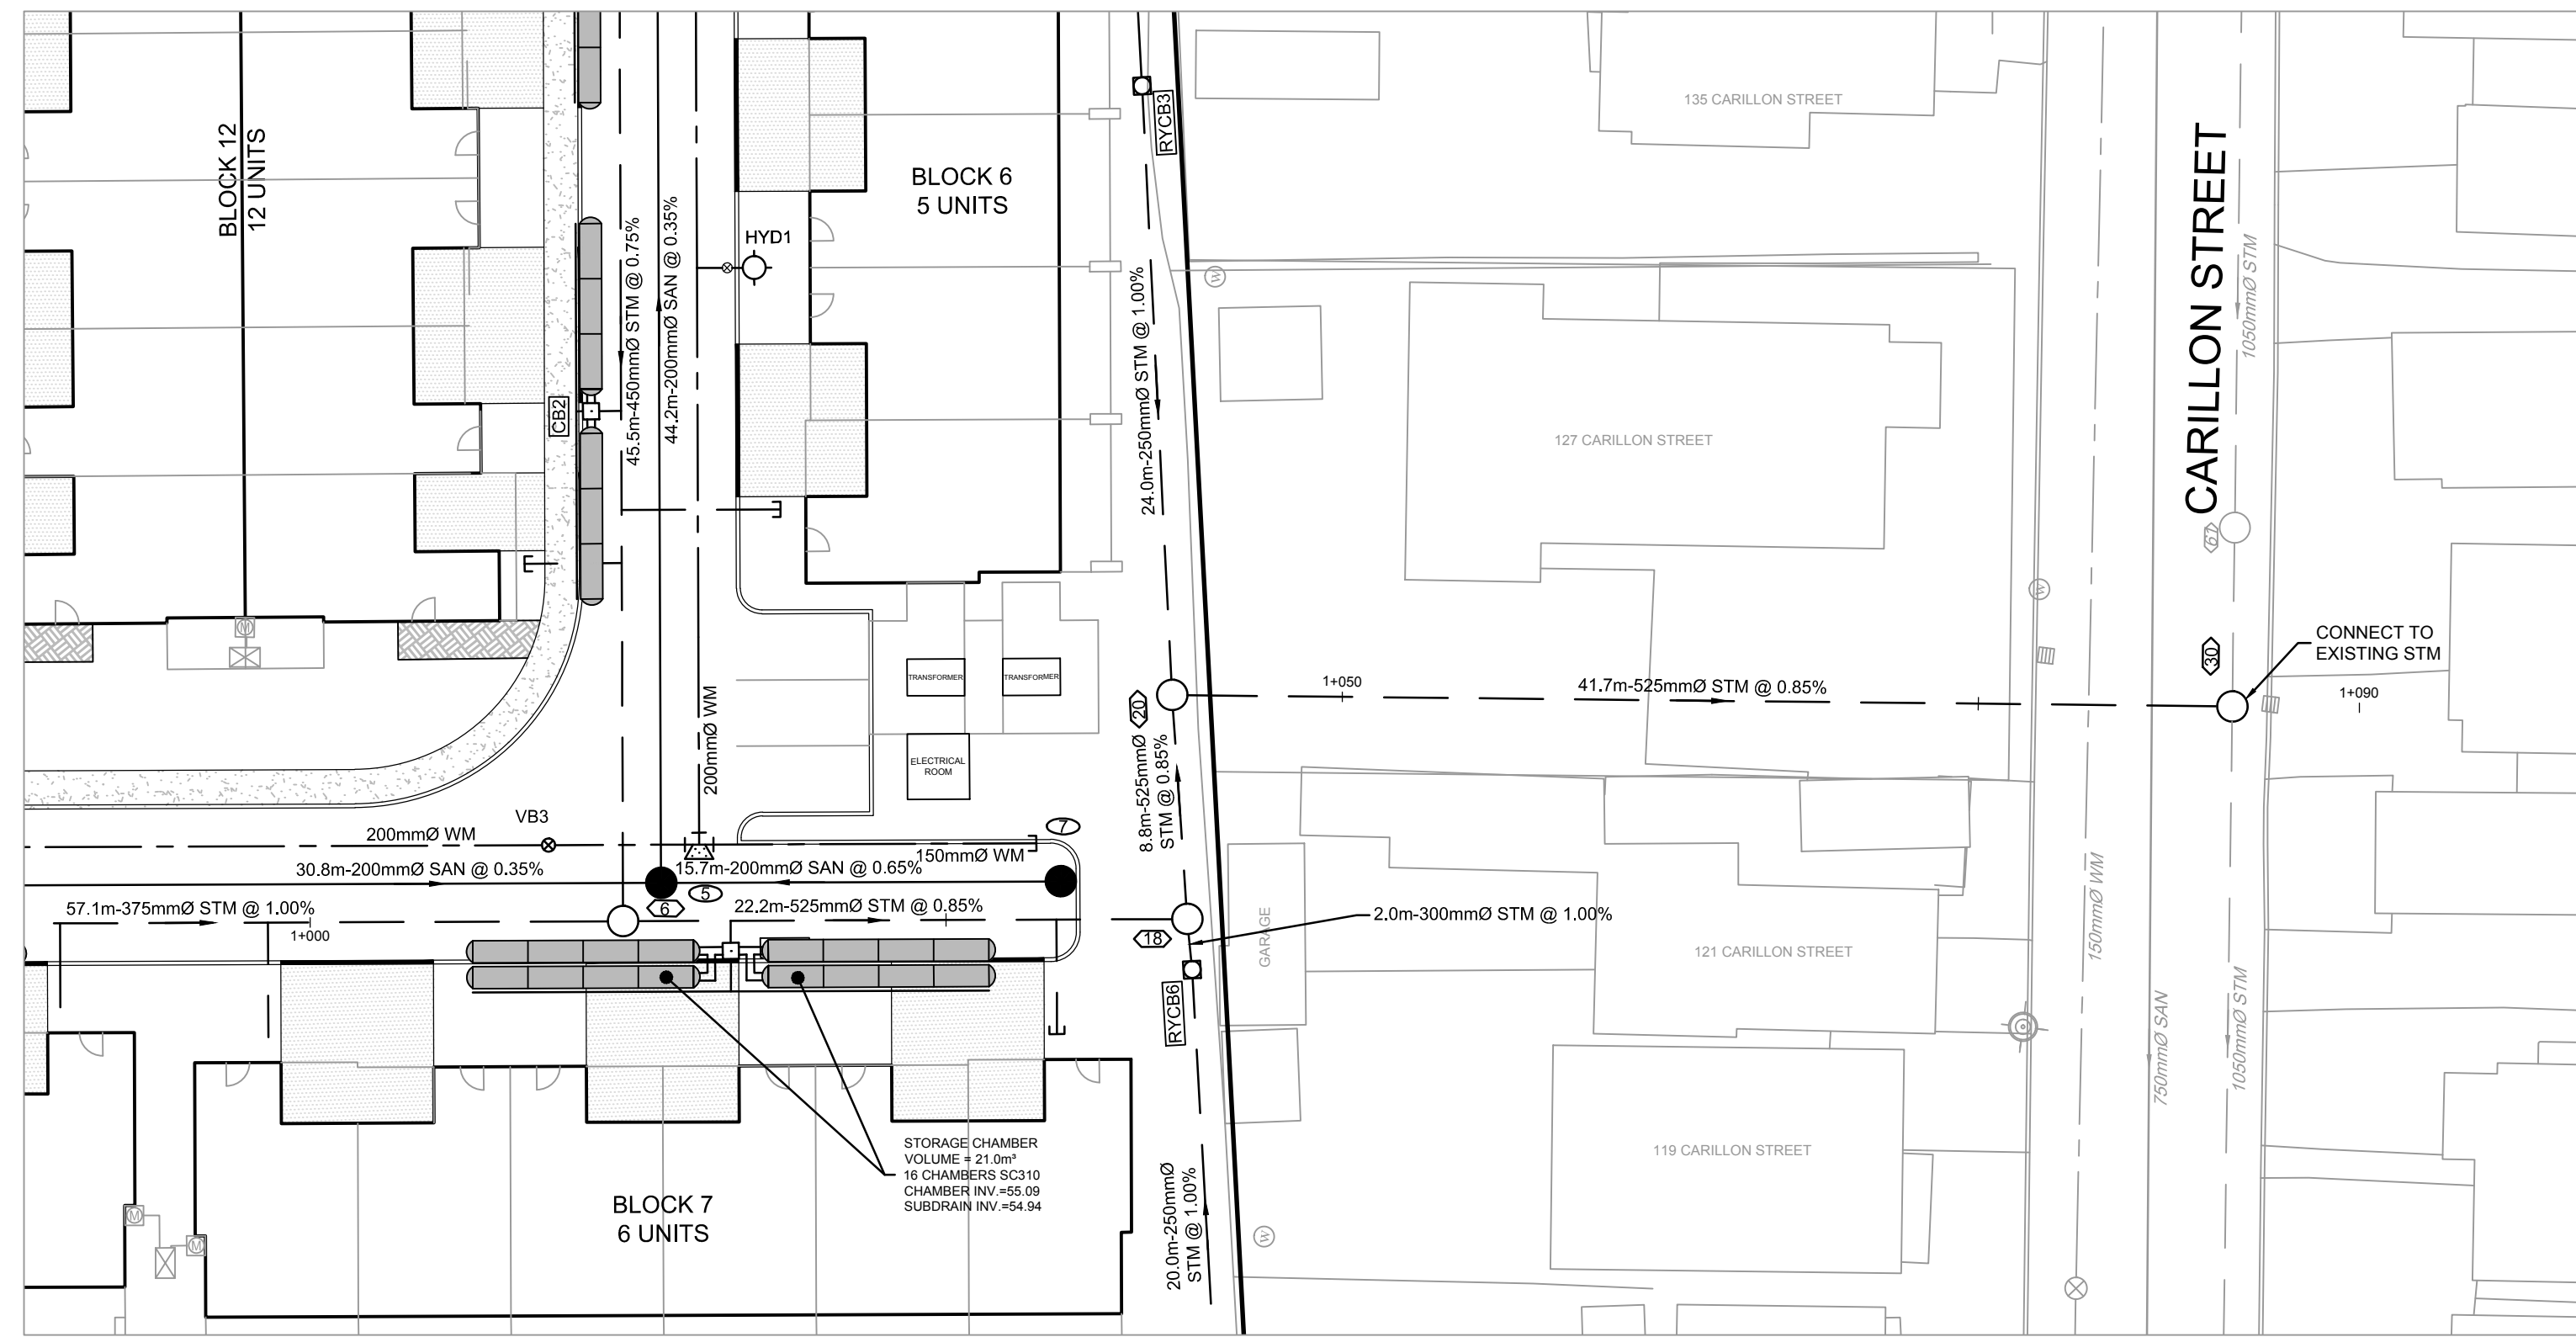 BLOCK 12
12 UNITS
45.5m-450mmØ STM @ 0.75%
44.2m-200mmØ SAN @ 0.35%
HYD1
BLOCK 6
5 UNITS
RYCB3
24.0m-250mmØ STM @ 1.00%
135 CARILLON STREET
CARILLON STREET
1050mmØ STM
W
CB2
127 CARILLON STREET
61
W
M
TRANSFORMER
TRANSFORMER
200mmØ WM
ELECTRICAL
ROOM
20
1+050
41.7m-525mmØ STM @ 0.85%
30
CONNECT TO
EXISTING STM
1+090
8.8m-525mmØ
STM @ 0.85%
VB3
200mmØ WM
7
150mmØ WM
30.8m-200mmØ SAN @ 0.35%
15.7m-200mmØ SAN @ 0.65%
5
6
57.1m-375mmØ STM @ 1.00%
1+000
22.2m-525mmØ STM @ 0.85%
18
2.0m-300mmØ STM @ 1.00%
GARAGE
121 CARILLON STREET
150mmØ WM
750mmØ SAN
1050mmØ STM
RYCB6
119 CARILLON STREET
STORAGE CHAMBER
VOLUME = 21.0m³
16 CHAMBERS SC310
CHAMBER INV.=55.09
SUBDRAIN INV.=54.94
BLOCK 7
6 UNITS
M
M
20.0m-250mmØ
STM @ 1.00%
W